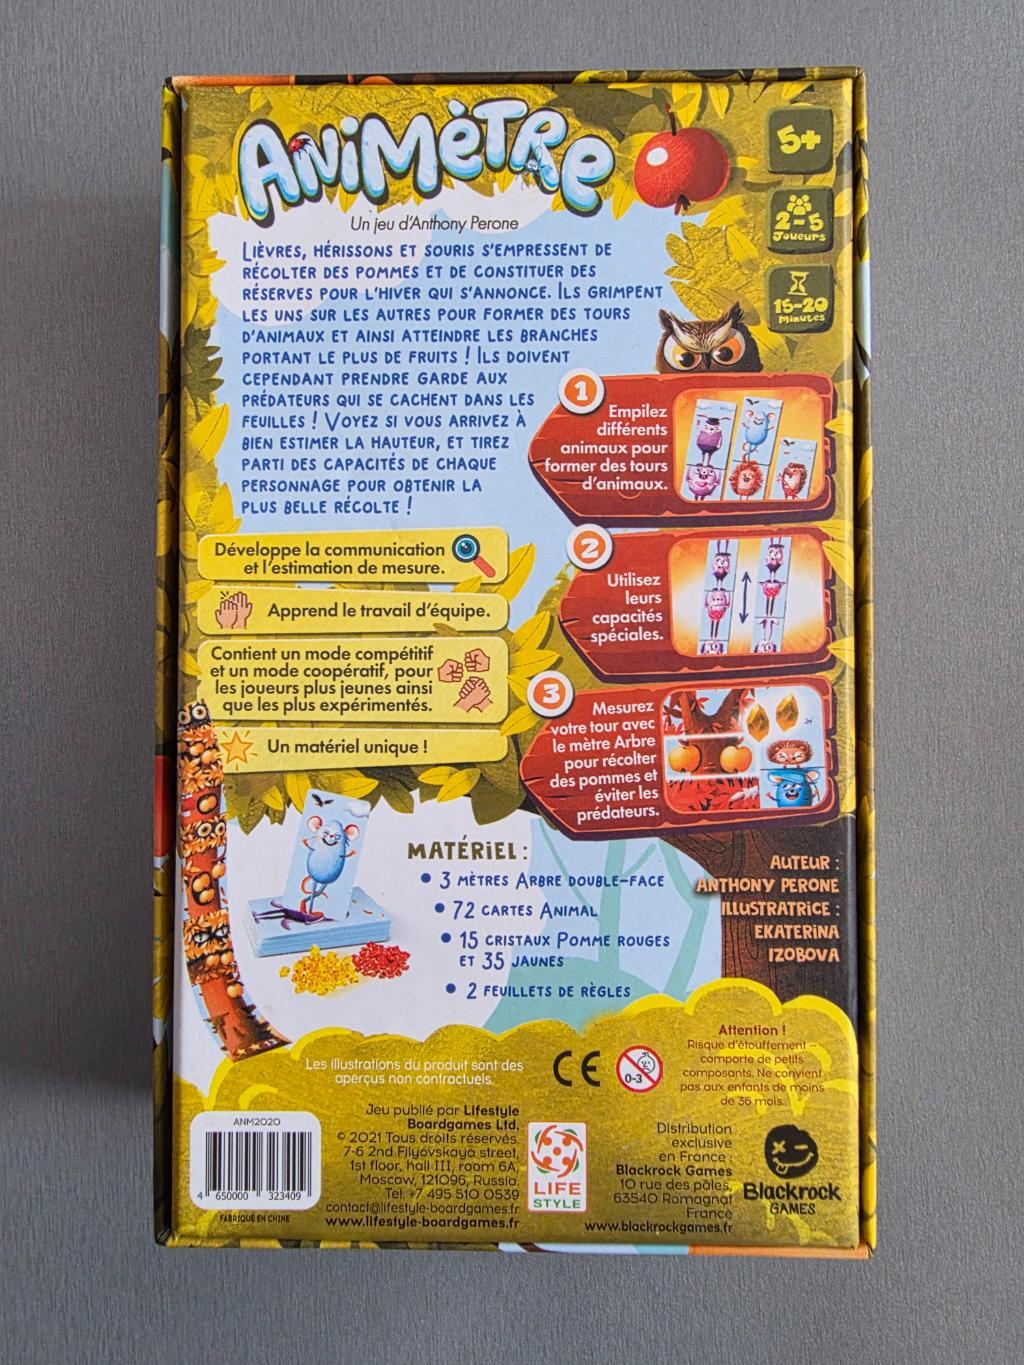 ANIMÈTRE
5+
2-5
Joueurs
15-20
Minutes
Un jeu d'Anthony Perone
LIÈVRES, HÉRISSONS ET SOURIS S'EMPRESSENT DE
RÉCOLTER DES POMMES ET DE CONSTITUER DES
RÉSERVES POUR L'HIVER QUI S'ANNONCE. ILS GRIMPENT
LES UNS SUR LES AUTRES POUR FORMER DES TOURS
D'ANIMAUX ET AINSI ATTEINDRE LES BRANCHES
PORTANT LE PLUS DE FRUITS ! ILS DOIVENT
CEPENDANT PRENDRE GARDE AUX
PRÉDATEURS QUI SE CACHENT DANS LES
FEUILLES ! VOYEZ SI VOUS ARRIVEZ À
BIEN ESTIMER LA HAUTEUR, ET TIREZ
PARTI DES CAPACITÉS DE CHAQUE
PERSONNAGE POUR OBTENIR LA
PLUS BELLE RÉCOLTE !
1
Empilez
différents
animaux pour
former des tours
d'animaux.
2
Utilisez
leurs
capacités
spéciales.
3
Mesurez
votre tour avec
le mètre Arbre
pour récolter
des pommes et
éviter les
prédateurs.
Développe la communication
et l'estimation de mesure.
Apprend le travail d'équipe.
Contient un mode compétitif
et un mode coopératif, pour
les joueurs plus jeunes ainsi
que les plus expérimentés.
Un matériel unique !
MATÉRIEL :
• 3 MÈTRES ARBRE DOUBLE-FACE
• 72 CARTES ANIMAL
• 15 CRISTAUX POMME ROUGES
ET 35 JAUNES
• 2 FEUILLETS DE RÈGLES
AUTEUR :
ANTHONY PERONE
ILLUSTRATRICE :
EKATERINA
IZOBOVA
Les illustrations du produit sont des
aperçus non contractuels.
CE
0-3
Attention !
Risque d'étouffement –
comporte de petits
composants. Ne convient
pas aux enfants de moins
de 36 mois.
ANM2020
4 650000 323409
FABRIQUÉ EN CHINE
Jeu publié par Lifestyle
Boardgames Ltd.
© 2021 Tous droits réservés.
7-6 2nd Filyovskaya street,
1st floor, hall III, room 6A,
Moscow, 121096, Russia.
Tel: +7 495 510 0539
contact@lifestyle-boardgames.fr
www.lifestyle-boardgames.fr
LIFE
STYLE
Distribution
exclusive
en France :
Blackrock Games
10 rue des pâles,
63540 Romagnat
France
www.blackrockgames.fr
Blackrock
GAMES